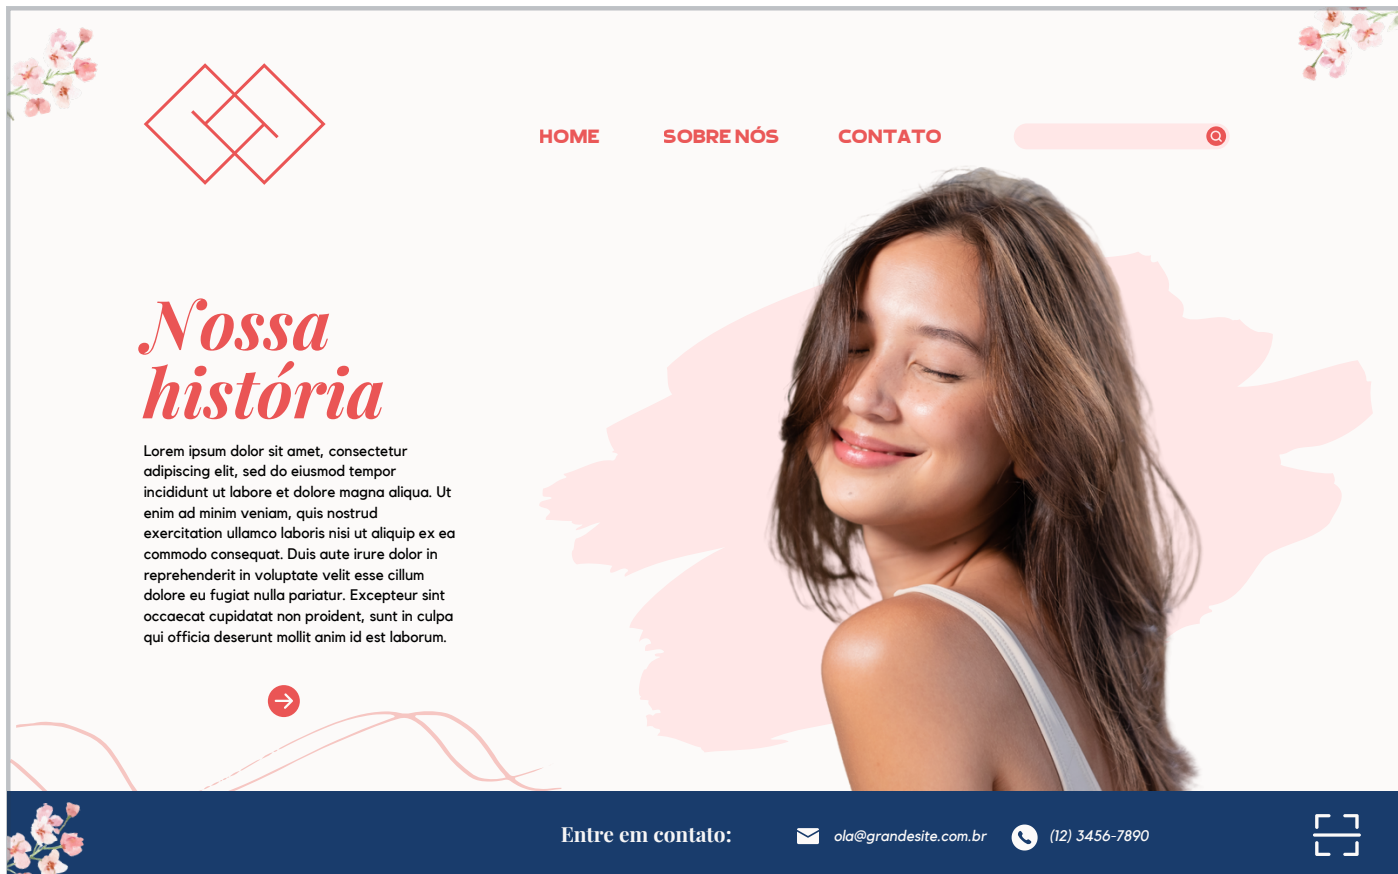 HOME SOBRE NÓS CONTATO
Nossa
história
Lorem ipsum dolor sit amet, consectetur
adipiscing elit, sed do eiusmod tempor
incididunt ut labore et dolore magna aliqua. Ut
enim ad minim veniam, quis nostrud
exercitation ullamco laboris nisi ut aliquip ex ea
commodo consequat. Duis aute irure dolor in
reprehenderit in voluptate velit esse cillum
dolore eu fugiat nulla pariatur. Excepteur sint
occaecat cupidatat non proident, sunt in culpa
qui officia deserunt mollit anim id est laborum.
Entre em contato: ola@grandesite.com.br (12) 3456-7890